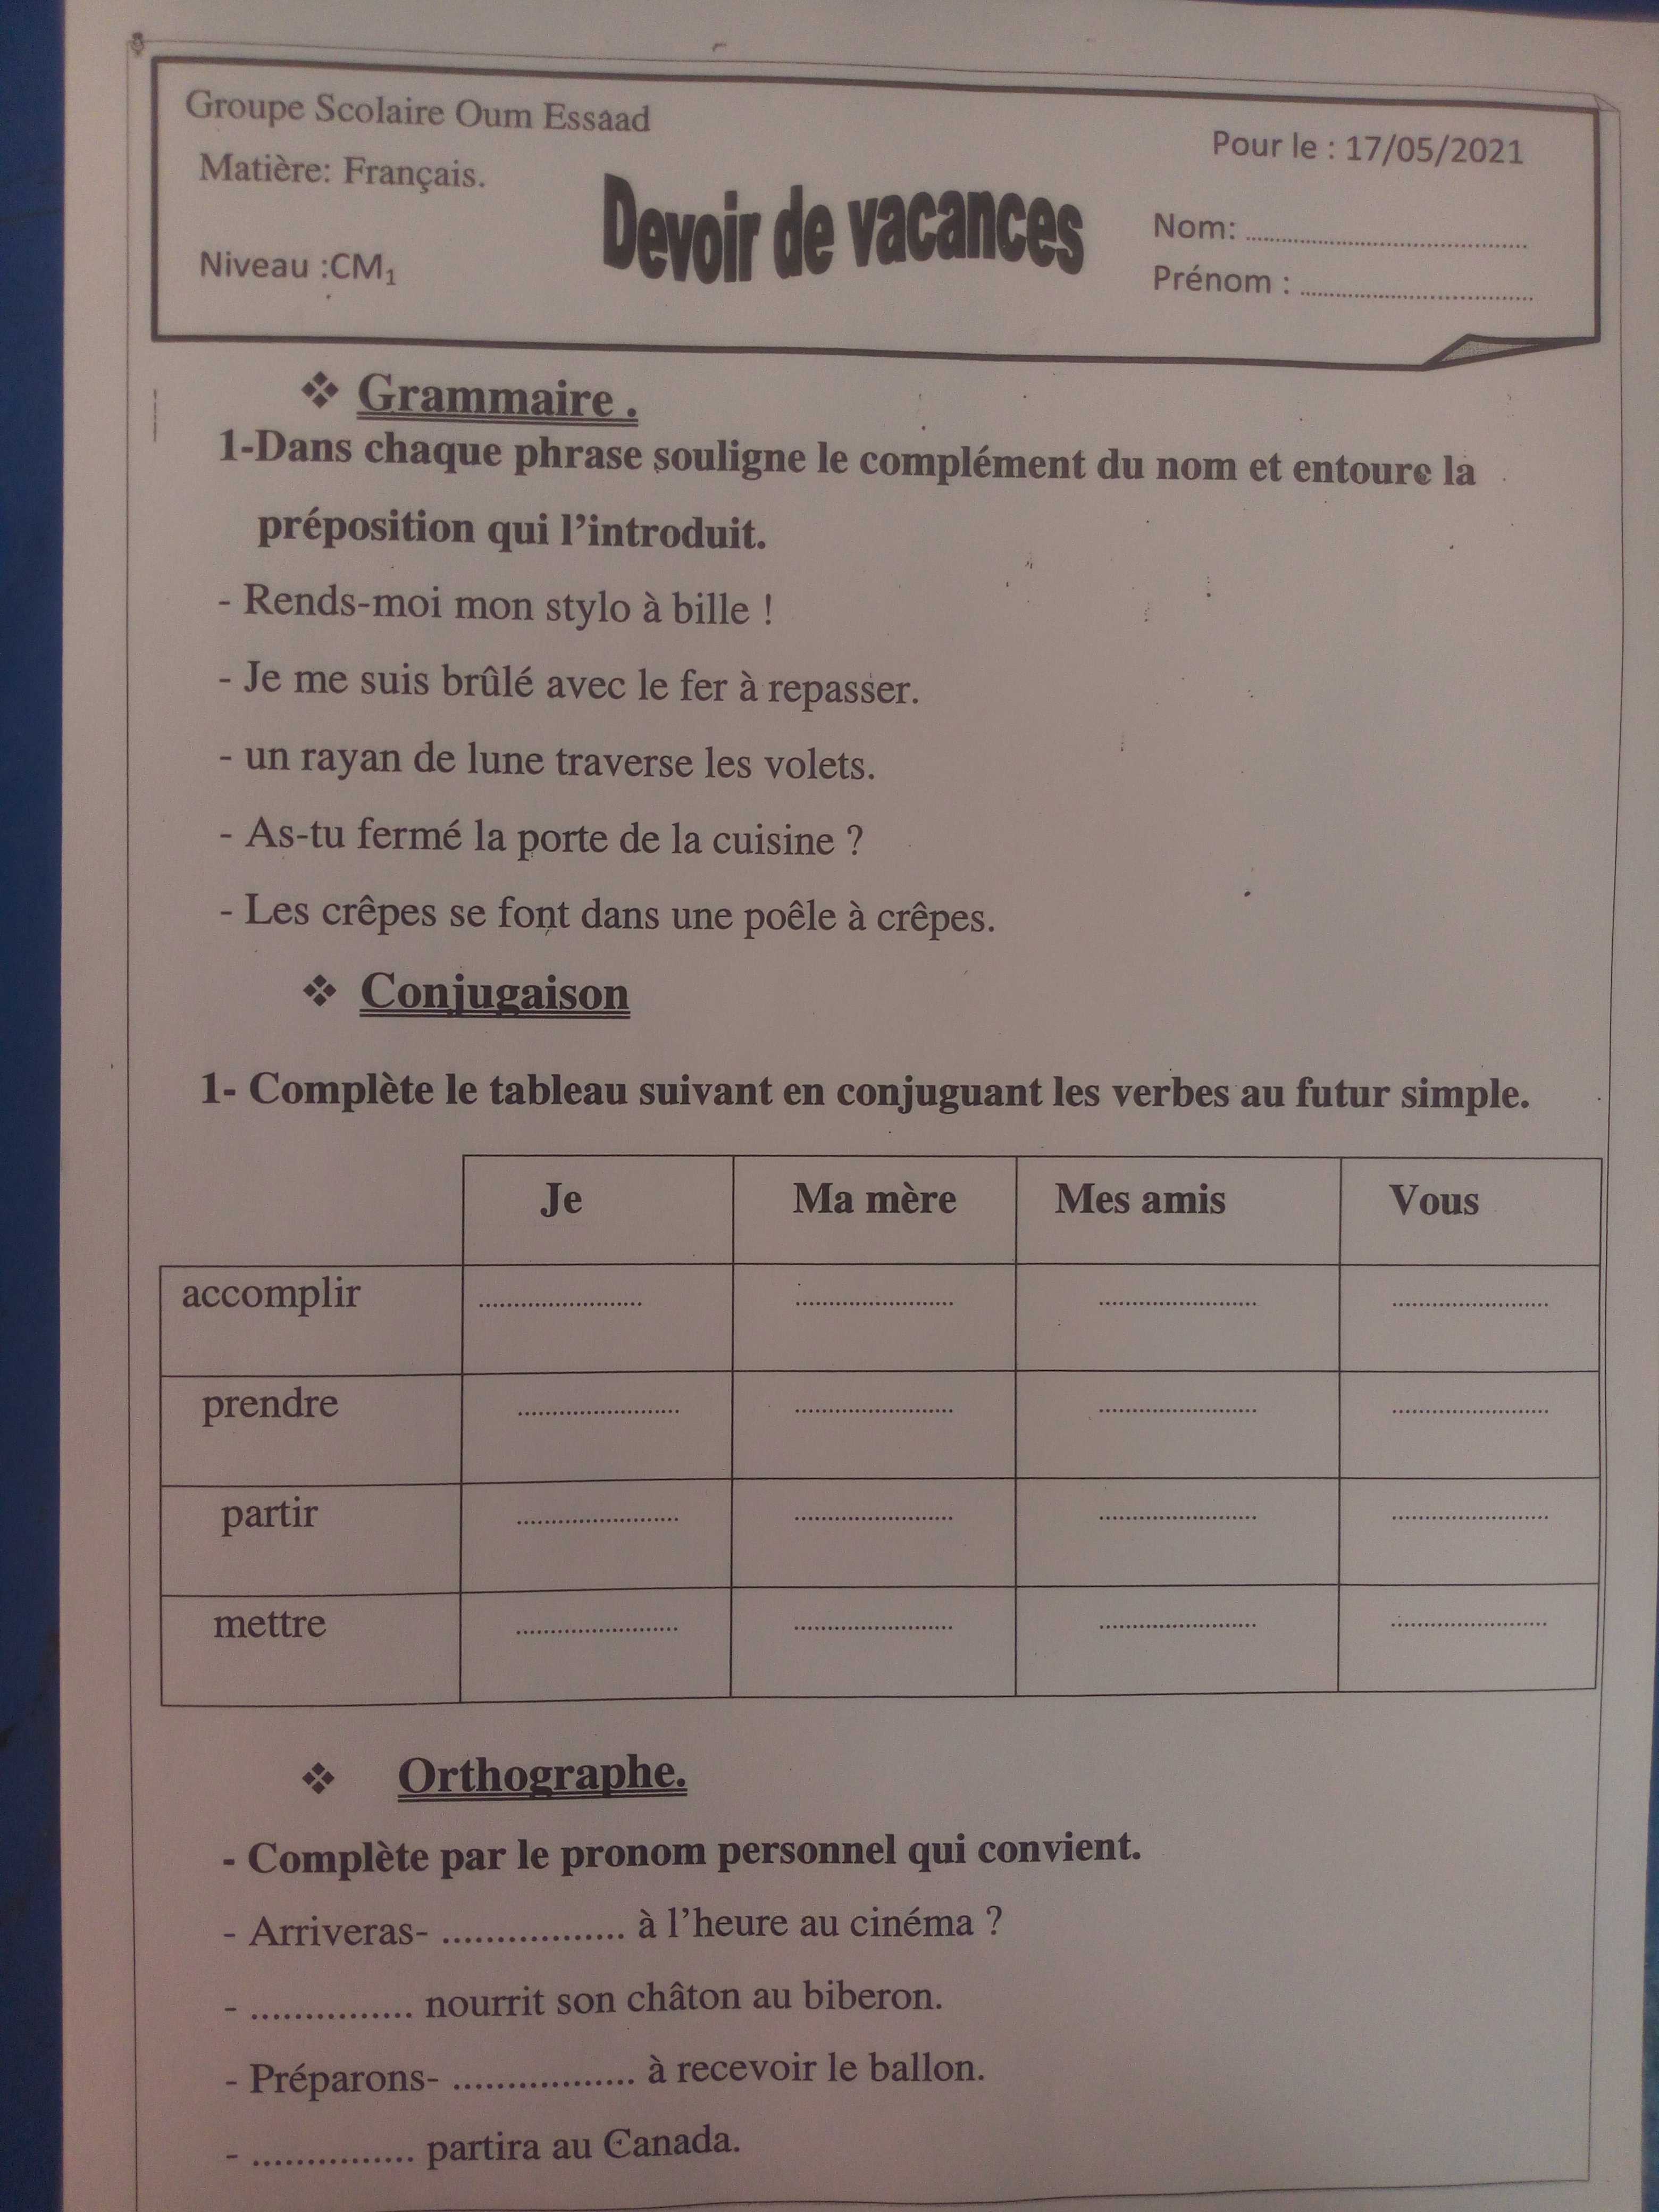 Groupe Scolaire Oum Essaad
Pour le : 17/05/2021
Matière: Français.
Devoir de vacances
Nom: ........................................
Niveau :CM₁
Prénom : ........................................
❖ Grammaire .
1-Dans chaque phrase souligne le complément du nom et entoure la
préposition qui l'introduit.
- Rends-moi mon stylo à bille !
- Je me suis brûlé avec le fer à repasser.
- un rayan de lune traverse les volets.
- As-tu fermé la porte de la cuisine ?
- Les crêpes se font dans une poêle à crêpes.
❖ Conjugaison
1- Complète le tableau suivant en conjuguant les verbes au futur simple.
Je Ma mère Mes amis Vous
accomplir ........................ ........................ ........................ ........................
prendre ........................ ........................ ........................ ........................
partir ........................ ........................ ........................ ........................
mettre ........................ ........................ ........................ ........................
❖ Orthographe.
- Complète par le pronom personnel qui convient.
- Arriveras- .................. à l'heure au cinéma ?
- ................ nourrit son châton au biberon.
- Préparons- .................. à recevoir le ballon.
- ................ partira au Canada.